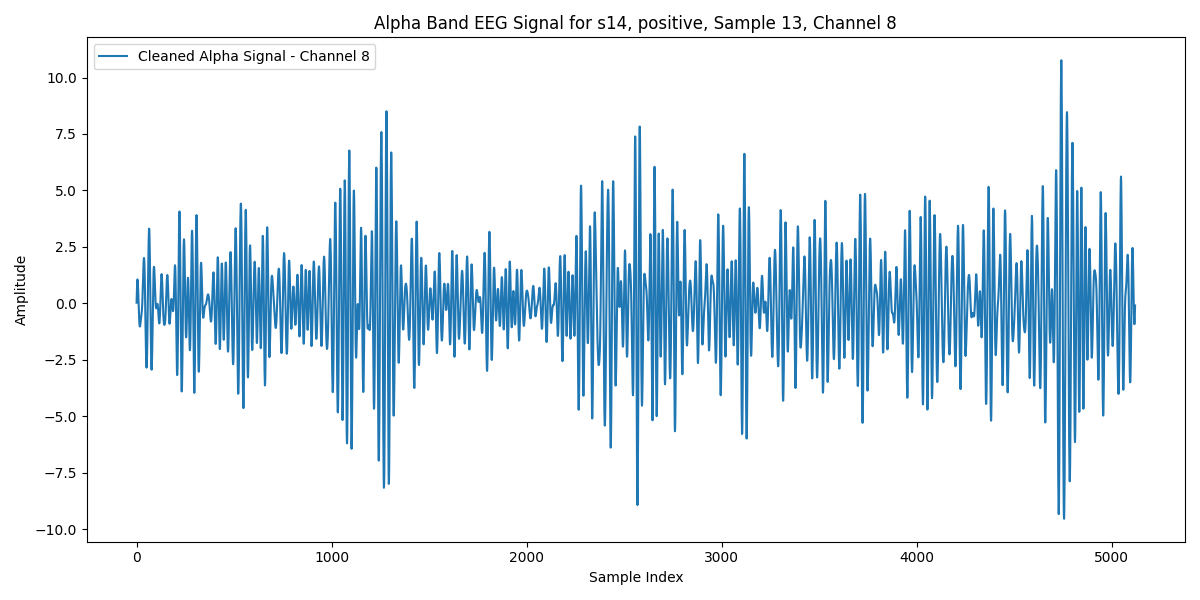 Alpha Band EEG Signal for s14, positive, Sample 13, Channel 8
Cleaned Alpha Signal - Channel 8
10.0
7.5
5.0
2.5
0.0
−2.5
−5.0
−7.5
−10.0
Amplitude
0 1000 2000 3000 4000 5000
Sample Index